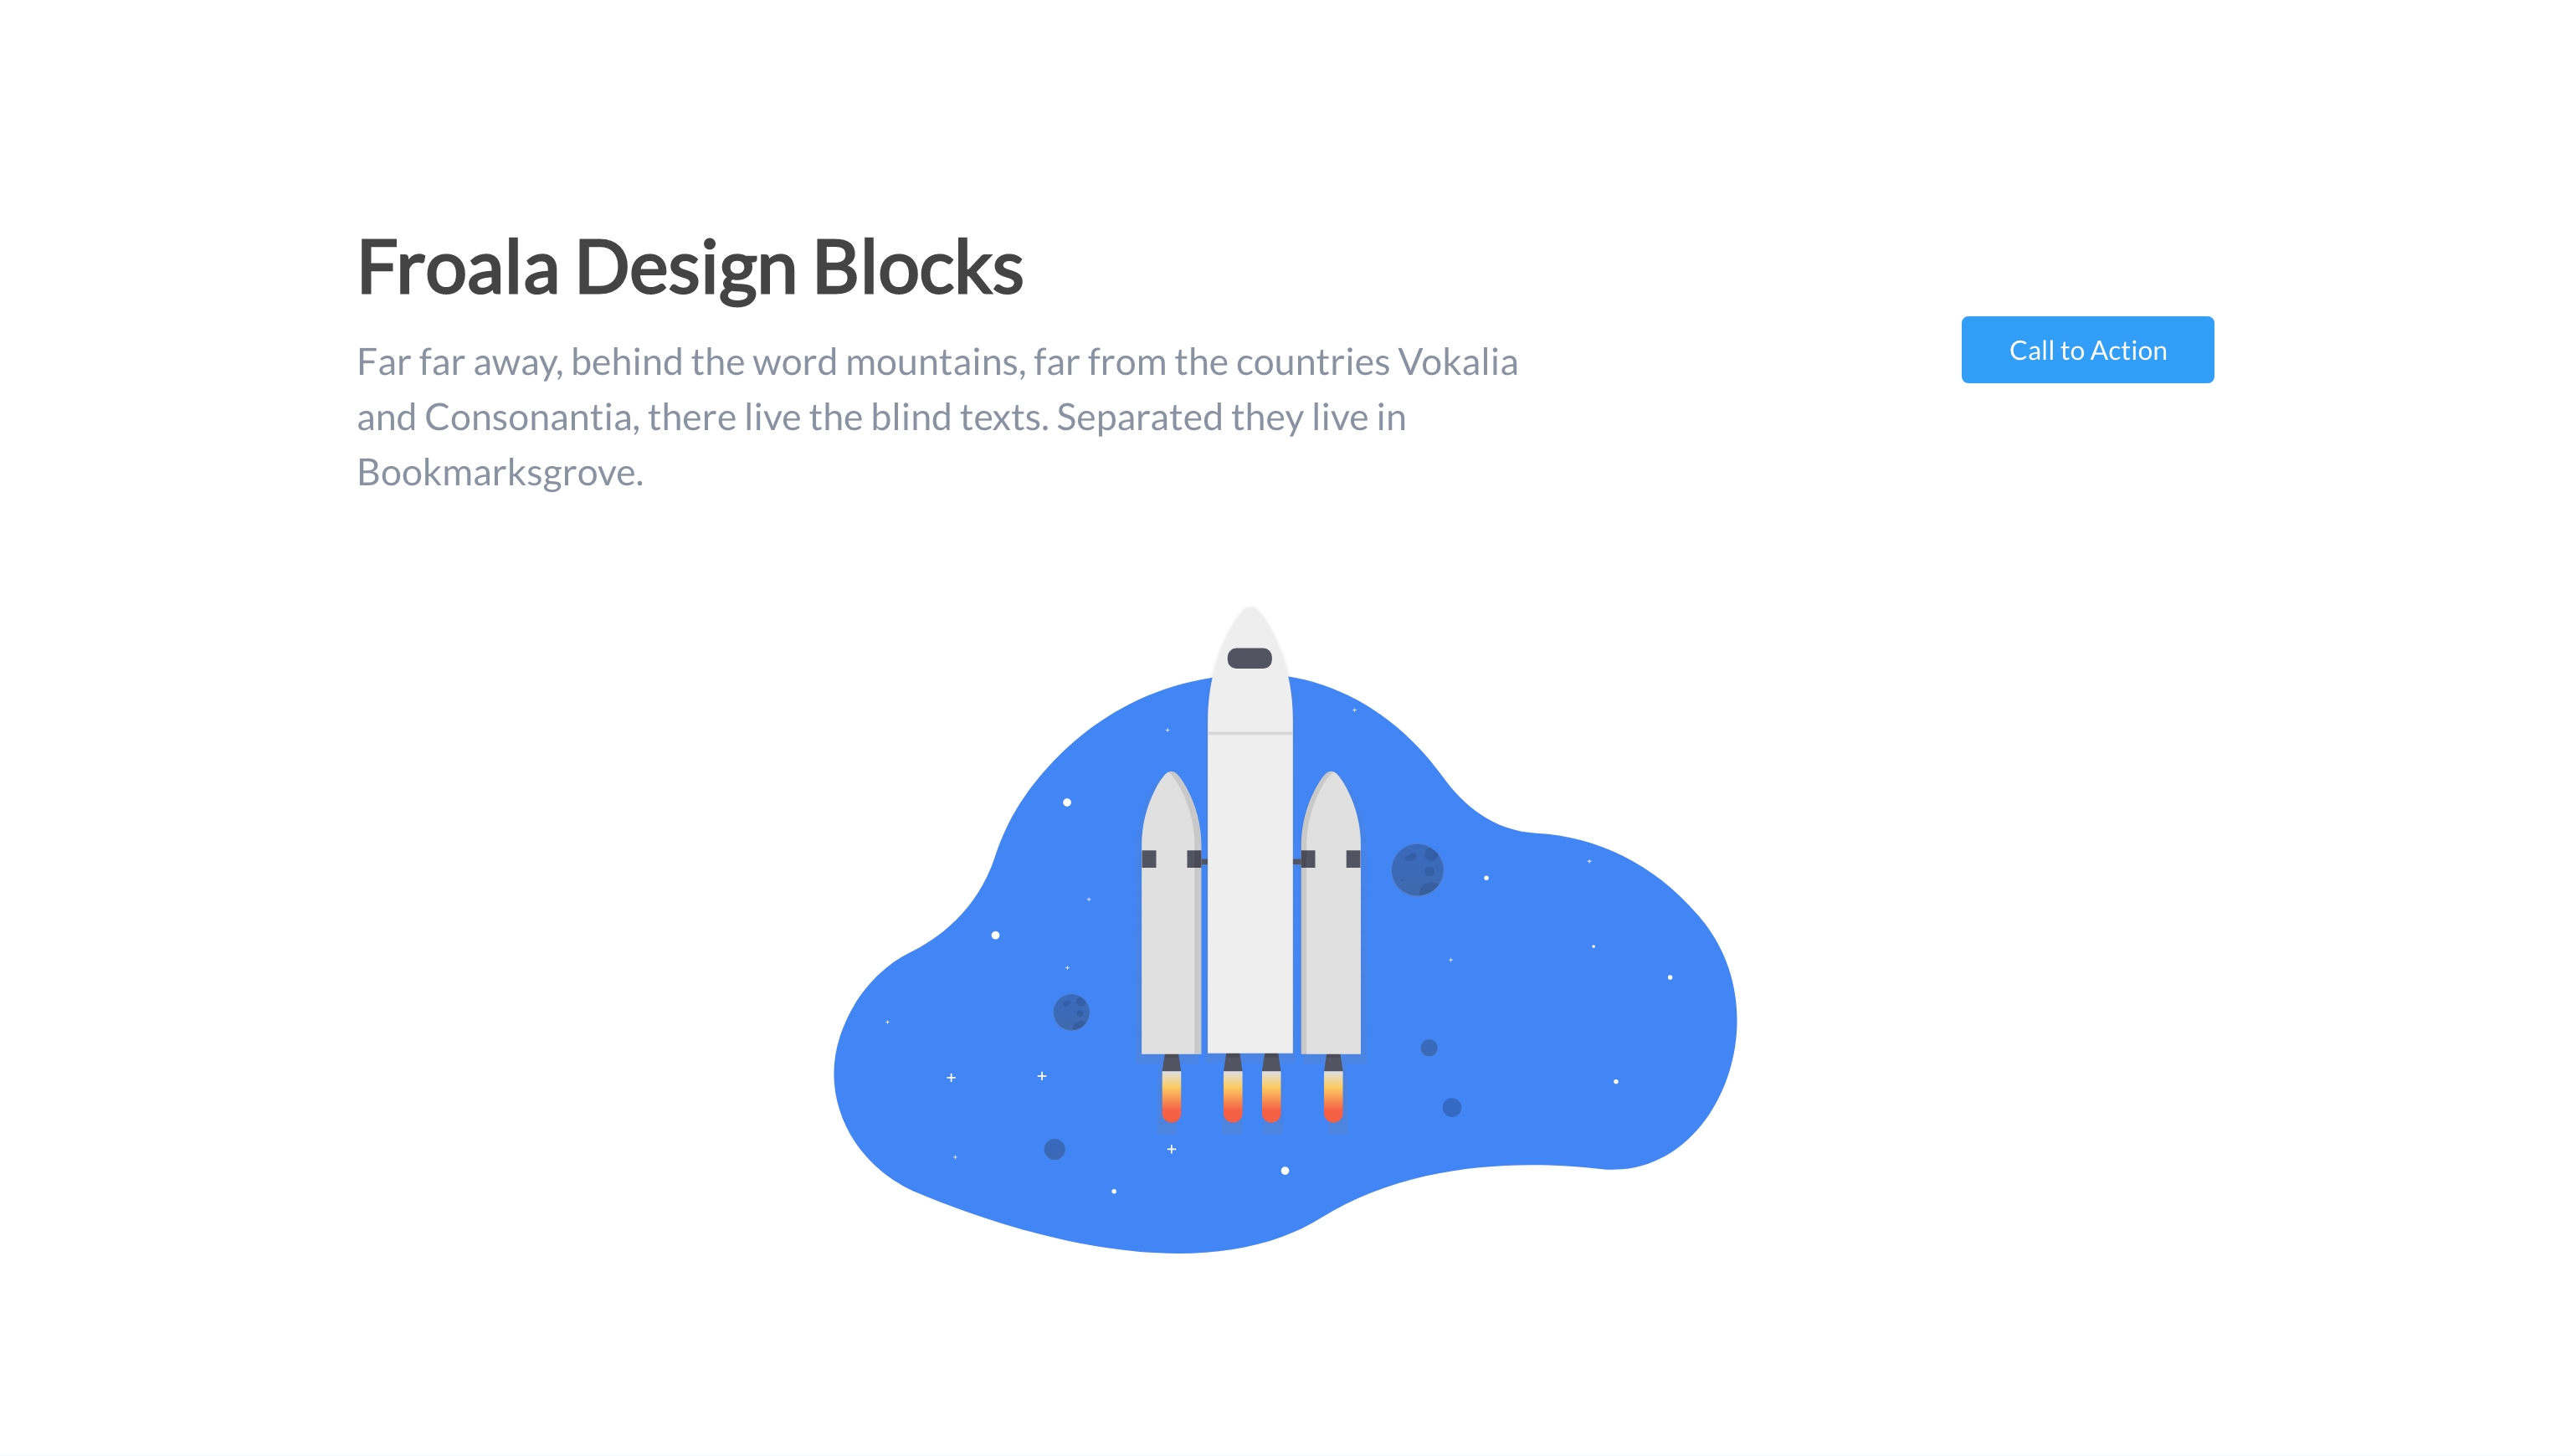 Froala Design Blocks
Far far away, behind the word mountains, far from the countries Vokalia
and Consonantia, there live the blind texts. Separated they live in
Bookmarksgrove.
Call to Action